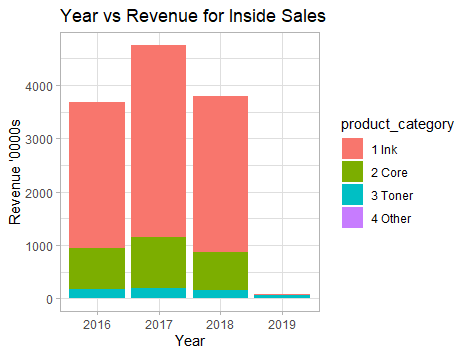 Year vs Revenue for Inside Sales
Revenue '0000s
4000
3000
2000
1000
0
2016 2017 2018 2019
Year
product_category
1 Ink
2 Core
3 Toner
4 Other